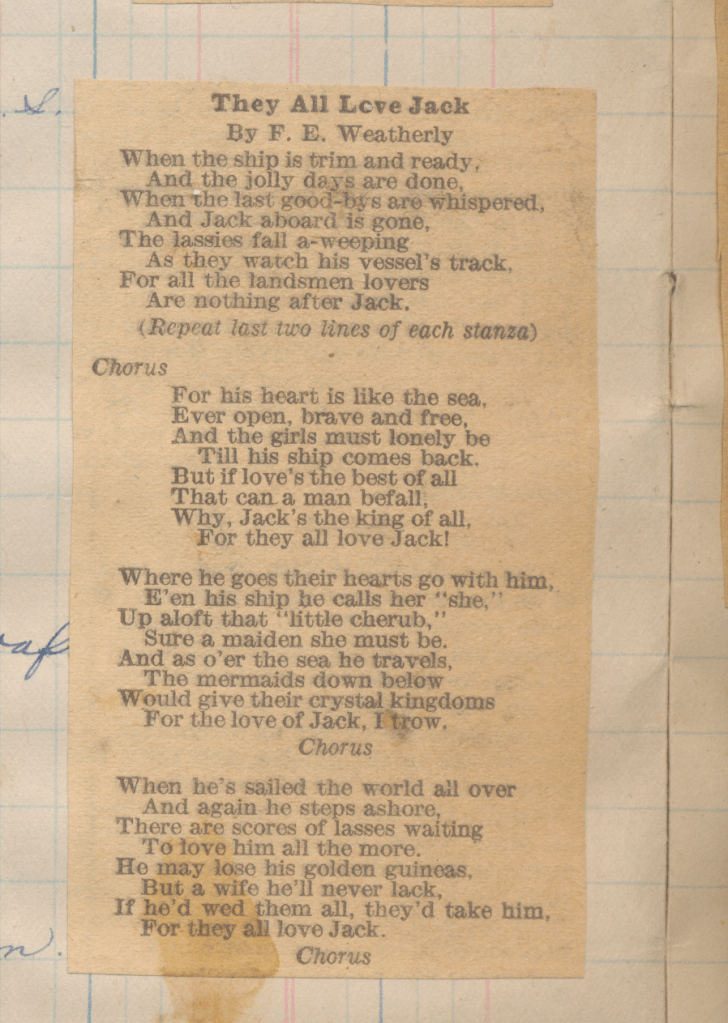 They All Love Jack
By F. E. Weatherly
When the ship is trim and ready,
And the jolly days are done,
When the last good-bys are whispered,
And Jack aboard is gone,
The lassies fall a-weeping
As they watch his vessel's track,
For all the landsmen lovers
Are nothing after Jack.
(Repeat last two lines of each stanza)
Chorus
For his heart is like the sea,
Ever open, brave and free,
And the girls must lonely be
Till his ship comes back.
But if love's the best of all
That can a man befall,
Why, Jack's the king of all,
For they all love Jack!
Where he goes their hearts go with him,
E'en his ship he calls her "she,"
Up aloft that "little cherub,"
Sure a maiden she must be.
And as o'er the sea he travels,
The mermaids down below
Would give their crystal kingdoms
For the love of Jack, I trow.
Chorus
When he's sailed the world all over
And again he steps ashore,
There are scores of lasses waiting
To love him all the more.
He may lose his golden guineas,
But a wife he'll never lack,
If he'd wed them all, they'd take him,
For they all love Jack.
Chorus